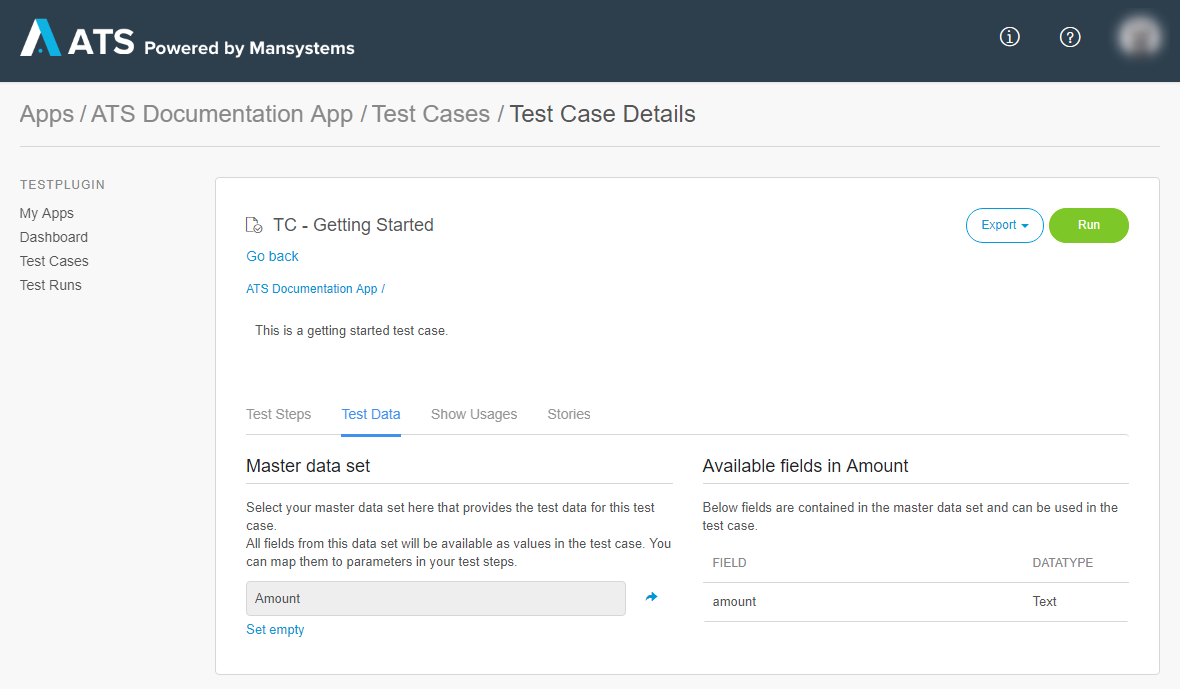 ATS Powered by Mansystems
Apps / ATS Documentation App / Test Cases / Test Case Details
TESTPLUGIN
My Apps
Dashboard
Test Cases
Test Runs
TC - Getting Started
Export
Run
Go back
ATS Documentation App /
This is a getting started test case.
Test Steps
Test Data
Show Usages
Stories
Master data set
Select your master data set here that provides the test data for this test
case.
All fields from this data set will be available as values in the test case. You
can map them to parameters in your test steps.
Amount
Set empty
Available fields in Amount
Below fields are contained in the master data set and can be used in the
test case.
FIELD DATATYPE
amount Text